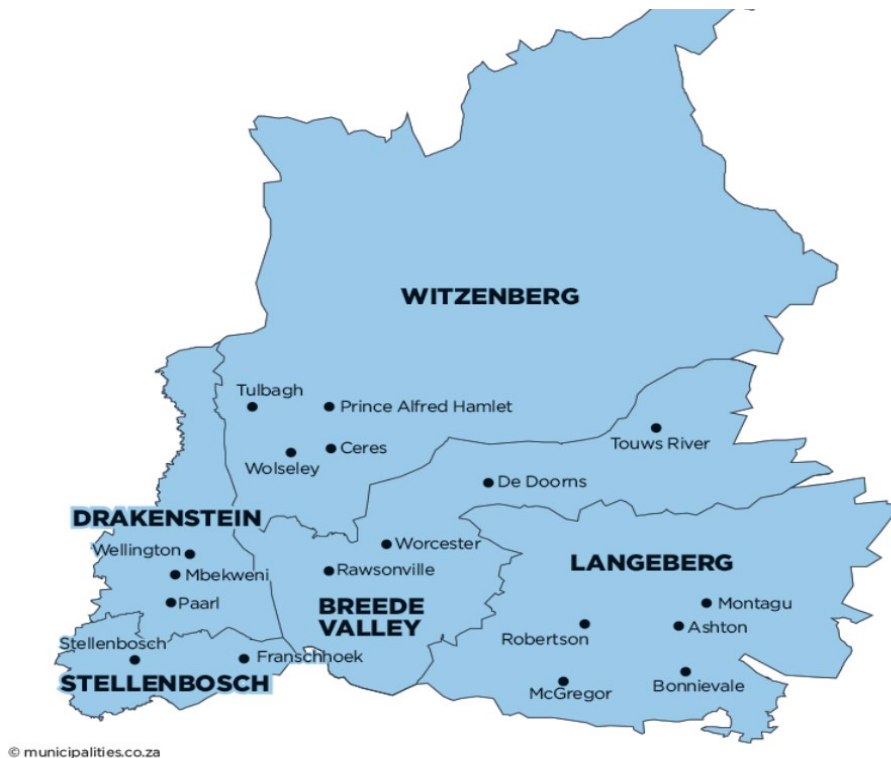 WITZENBERG
Tulbagh
Prince Alfred Hamlet
Touws River
Ceres
Wolseley
De Doorns
DRAKENSTEIN
Worcester
Wellington
LANGEBERG
Rawsonville
Mbekweni
Paarl
BREEDE
VALLEY
Montagu
Ashton
Robertson
Stellenbosch
Franschhoek
STELLENBOSCH
McGregor
Bonnievale
© municipalities.co.za